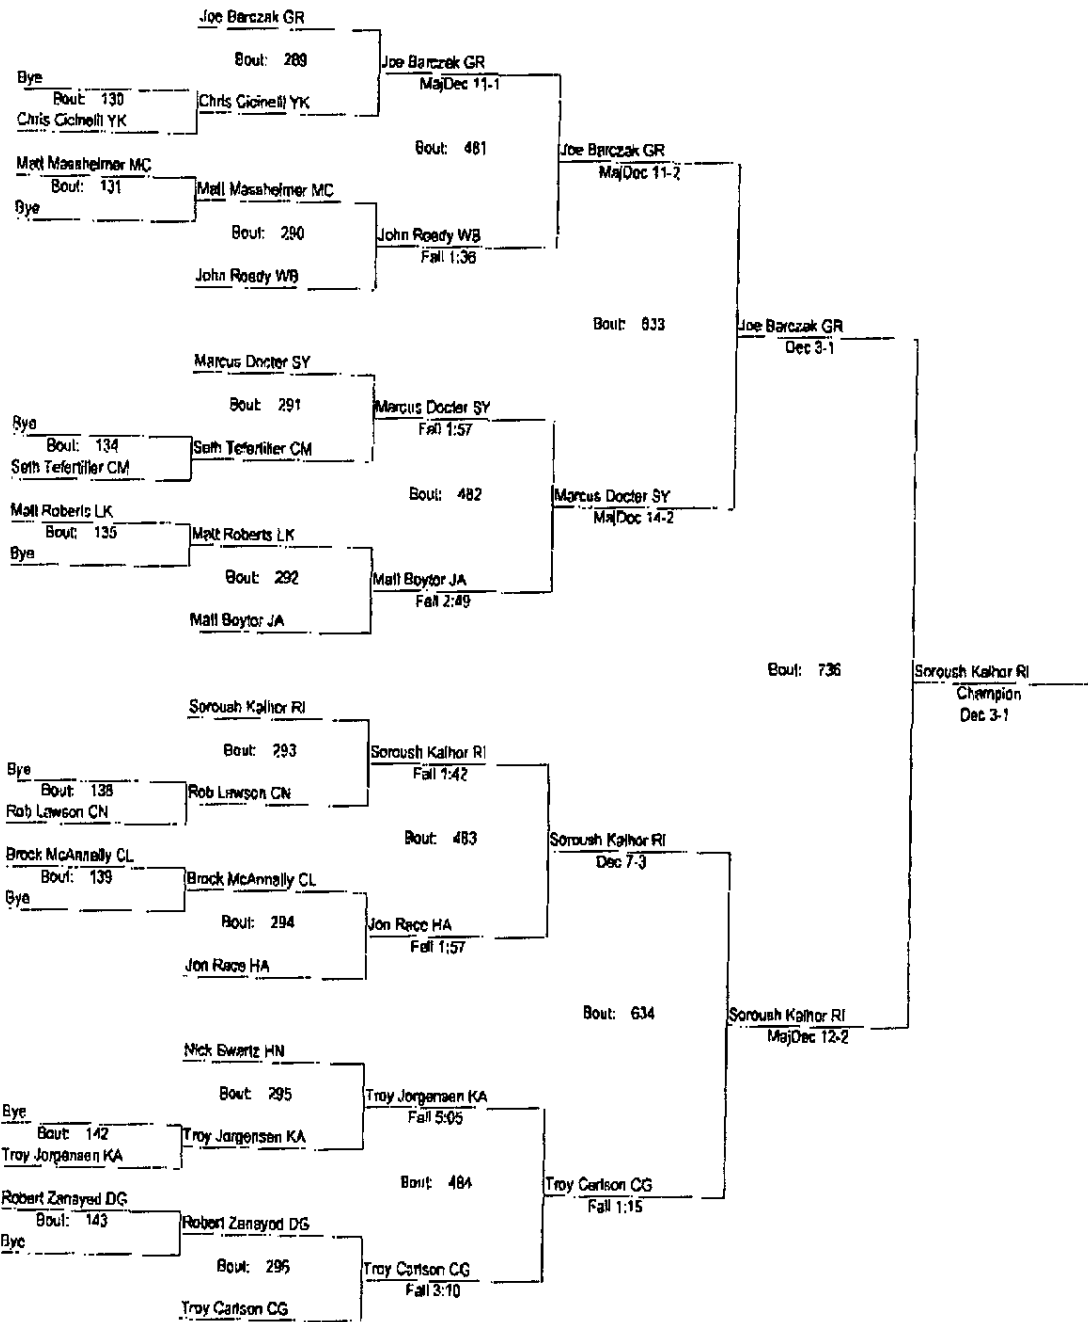 Joe Barczak GR
Bout: 289
Joe Barczak GR
MajDec 11-1
Bye
Bout: 130
Chris Cicinelli YK
Chris Cicinelli YK
Bout: 481
Joe Barczak GR
MajDec 11-2
Matt Massheimer MC
Bout: 131
Bye
Matt Massheimer MC
Bout: 290
John Roedy WB
Fall 1:36
John Roedy WB
Bout: 633
Joe Barczak GR
Dec 3-1
Marcus Docter SY
Bout: 291
Marcus Docter SY
Fall 1:57
Bye
Bout: 134
Seth Tefertiller CM
Seth Tefertiller CM
Bout: 482
Marcus Docter SY
MajDec 14-2
Matt Roberts LK
Bout: 135
Bye
Matt Roberts LK
Bout: 292
Matt Boytor JA
Fall 2:49
Matt Boytor JA
Bout: 736
Soroush Kalhor RI
Champion
Dec 3-1
Soroush Kalhor RI
Bout: 293
Soroush Kalhor RI
Fall 1:42
Bye
Bout: 138
Rob Lawson CN
Rob Lawson CN
Bout: 483
Soroush Kalhor RI
Dec 7-3
Brock McAnnally CL
Bout: 139
Bye
Brock McAnnally CL
Bout: 294
Jon Race HA
Fall 1:57
Jon Race HA
Bout: 634
Soroush Kalhor RI
MajDec 12-2
Nick Swartz HN
Bout: 295
Troy Jorgensen KA
Fall 5:05
Bye
Bout: 142
Troy Jorgensen KA
Troy Jorgensen KA
Bout: 484
Troy Carlson CG
Fall 1:15
Robert Zanayed DG
Bout: 143
Bye
Robert Zanayed DG
Bout: 296
Troy Carlson CG
Fall 3:10
Troy Carlson CG